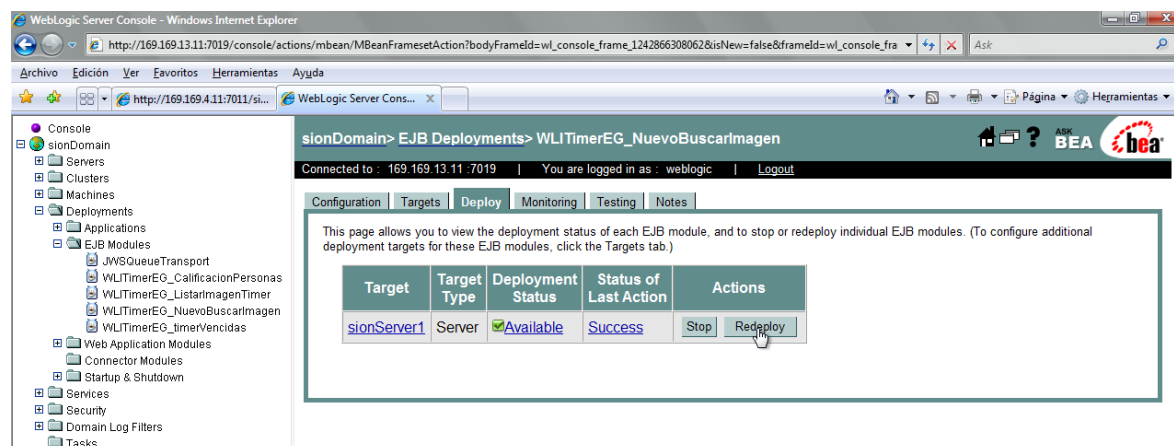 WebLogic Server Console - Windows Internet Explorer
http://169.169.13.11:7019/console/actions/mbean/MBeanFramesetAction?bodyFrameId=wl_console_frame_1242866308062&isNew=false&frameId=wl_console_fra
Ask
Archivo Edición Ver Favoritos Herramientas Ayuda
http://169.169.4.11:7011/si... WebLogic Server Cons... X Página Herramientas
Console
sionDomain
Servers
Clusters
Machines
Deployments
Applications
EJB Modules
JWSQueueTransport
WLITimerEG_CalificacionPersonas
WLITimerEG_ListarImagenTimer
WLITimerEG_NuevoBuscarImagen
WLITimerEG_timerVencidas
Web Application Modules
Connector Modules
Startup & Shutdown
Services
Security
Domain Log Filters
Tasks
sionDomain> EJB Deployments> WLITimerEG_NuevoBuscarImagen
? ASK BEA bea
Connected to : 169.169.13.11 :7019 | You are logged in as : weblogic | Logout
Configuration Targets Deploy Monitoring Testing Notes
This page allows you to view the deployment status of each EJB module, and to stop or redeploy individual EJB modules. (To configure additional
deployment targets for these EJB modules, click the Targets tab.)
Target Target Type Deployment Status Status of Last Action Actions
sionServer1 Server Available Success Stop Redeploy